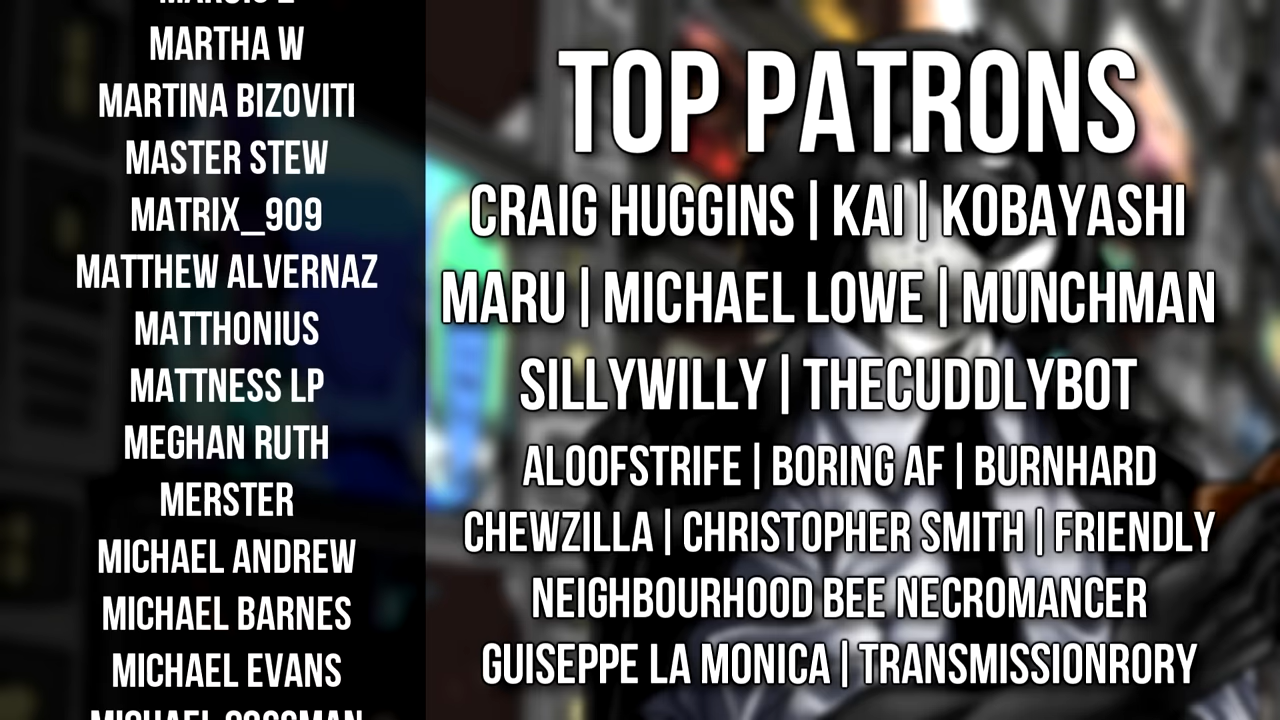 MARTHA W
MARTINA BIZOVITI
MASTER STEW
MATRIX_909
MATTHEW ALVERNAZ
MATTHONIUS
MATTNESS LP
MEGHAN RUTH
MERSTER
MICHAEL ANDREW
MICHAEL BARNES
MICHAEL EVANS
MICHAEL
TOP PATRONS
CRAIG HUGGINS | KAI | KOBAYASHI
MARU | MICHAEL LOWE | MUNCHMAN
SILLYWILLY | THECUDDLYBOT
ALOOFSTRIFE | BORING AF | BURNHARD
CHEWZILLA | CHRISTOPHER SMITH | FRIENDLY
NEIGHBOURHOOD BEE NECROMANCER
GUISEPPE LA MONICA | TRANSMISSIONRORY